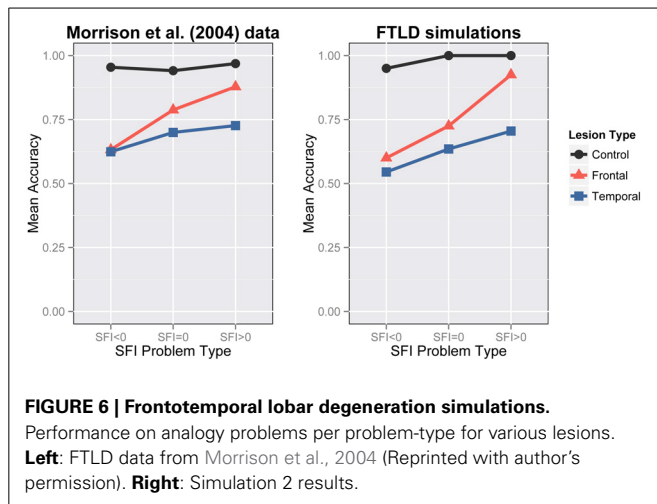 Morrison et al. (2004) data
FTLD simulations
Mean Accuracy
1.00
0.75
0.50
0.25
0.00
SFI<0 SFI=0 SFI>0
SFI Problem Type
Mean Accuracy
1.00
0.75
0.50
0.25
0.00
SFI<0 SFI=0 SFI>0
SFI Problem Type
Lesion Type
Control
Frontal
Temporal
FIGURE 6 | Frontotemporal lobar degeneration simulations.
Performance on analogy problems per problem-type for various lesions.
Left: FTLD data from Morrison et al., 2004 (Reprinted with author's
permission). Right: Simulation 2 results.